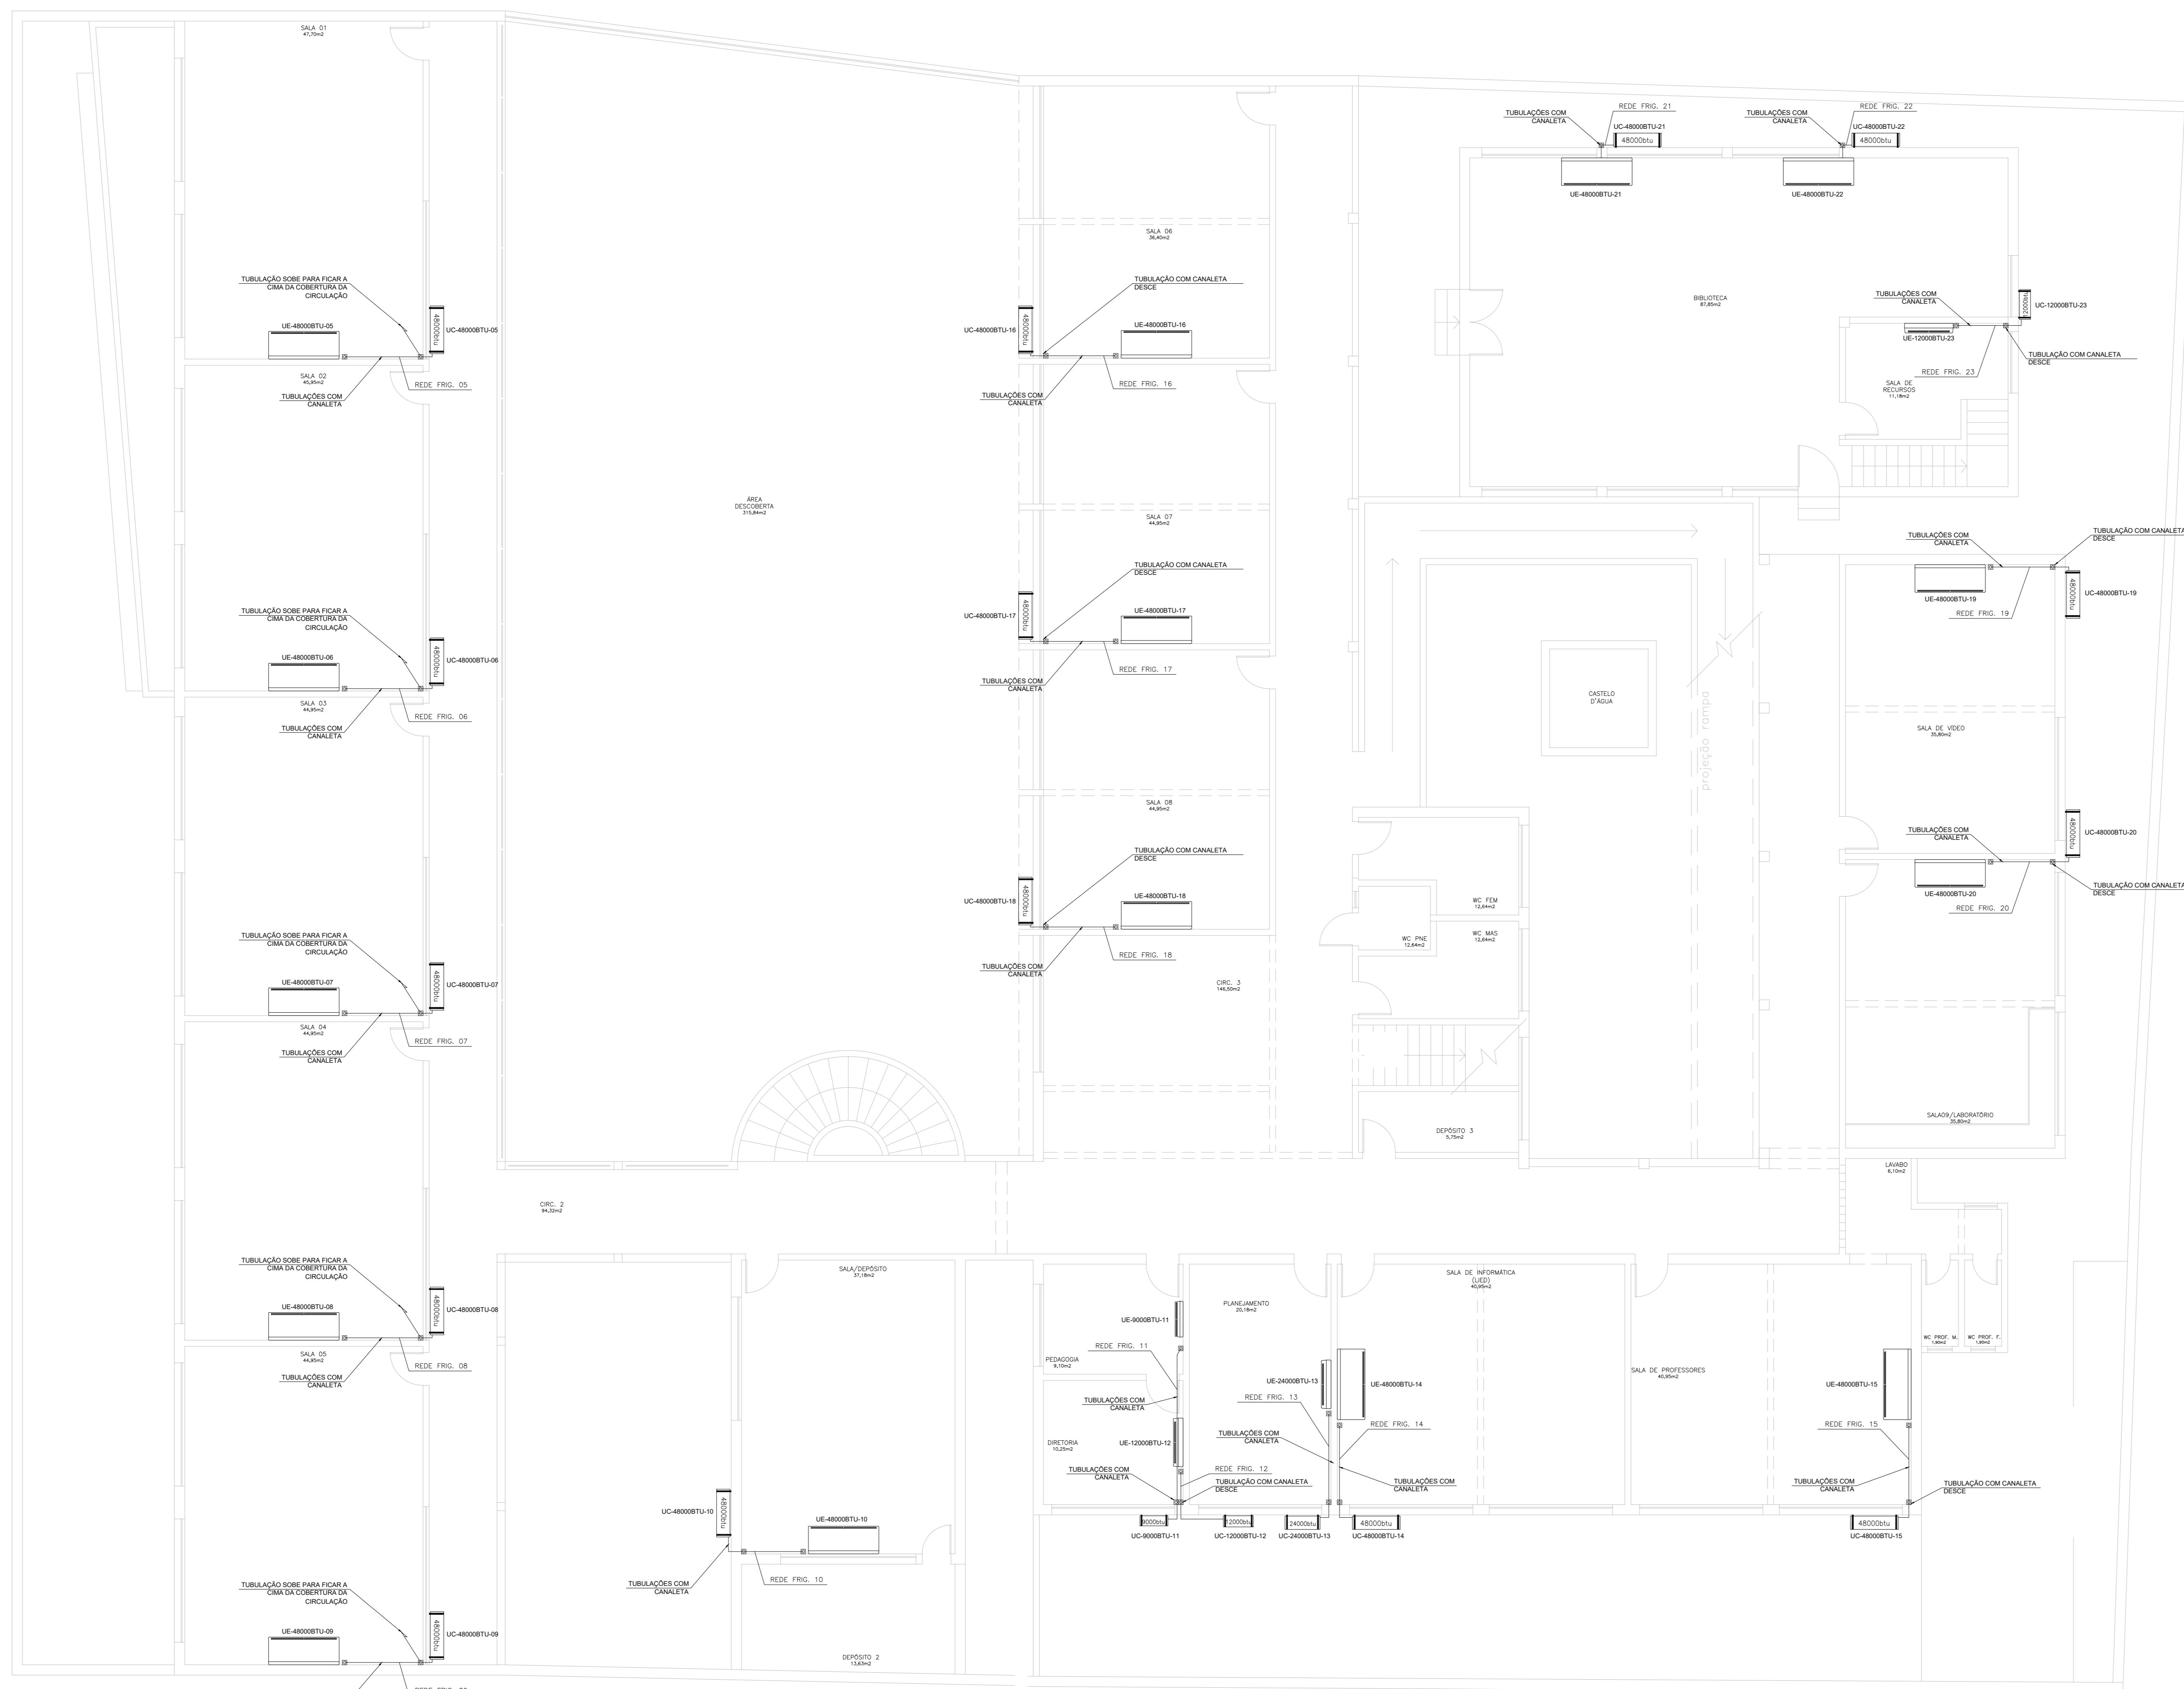 SALA 01
47,70m2
TUBULAÇÃO SOBE PARA FICAR A
CIMA DA COBERTURA DA
CIRCULAÇÃO
UE-48000BTU-05
48000btu
UC-48000BTU-05
REDE FRIG. 05
TUBULAÇÕES COM
CANALETA
SALA 02
45,95m2
TUBULAÇÃO SOBE PARA FICAR A
CIMA DA COBERTURA DA
CIRCULAÇÃO
UE-48000BTU-06
48000btu
UC-48000BTU-06
REDE FRIG. 06
TUBULAÇÕES COM
CANALETA
SALA 03
44,95m2
TUBULAÇÃO SOBE PARA FICAR A
CIMA DA COBERTURA DA
CIRCULAÇÃO
UE-48000BTU-07
48000btu
UC-48000BTU-07
REDE FRIG. 07
TUBULAÇÕES COM
CANALETA
SALA 04
44,95m2
TUBULAÇÃO SOBE PARA FICAR A
CIMA DA COBERTURA DA
CIRCULAÇÃO
UE-48000BTU-08
48000btu
UC-48000BTU-08
REDE FRIG. 08
TUBULAÇÕES COM
CANALETA
SALA 05
44,95m2
TUBULAÇÃO SOBE PARA FICAR A
CIMA DA COBERTURA DA
CIRCULAÇÃO
UE-48000BTU-09
48000btu
UC-48000BTU-09
ÁREA
DESCOBERTA
315,84m2
CIRC. 2
94,32m2
SALA/DEPÓSITO
37,18m2
48000btu
UC-48000BTU-10
UE-48000BTU-10
REDE FRIG. 10
TUBULAÇÕES COM
CANALETA
DEPÓSITO 2
13,63m2
SALA 06
36,40m2
TUBULAÇÃO COM CANALETA
DESCE
48000btu
UC-48000BTU-16
UE-48000BTU-16
REDE FRIG. 16
TUBULAÇÕES COM
CANALETA
SALA 07
44,95m2
TUBULAÇÃO COM CANALETA
DESCE
48000btu
UC-48000BTU-17
UE-48000BTU-17
REDE FRIG. 17
TUBULAÇÕES COM
CANALETA
SALA 08
44,95m2
TUBULAÇÃO COM CANALETA
DESCE
48000btu
UC-48000BTU-18
UE-48000BTU-18
REDE FRIG. 18
TUBULAÇÕES COM
CANALETA
CIRC. 3
146,50m2
WC FEM
12,64m2
WC PNE
12,64m2
WC MAS
12,64m2
DEPÓSITO 3
5,75m2
CASTELO
D'ÁGUA
projeção rampa
TUBULAÇÕES COM
CANALETA
REDE FRIG. 21
UC-48000BTU-21
48000btu
UE-48000BTU-21
TUBULAÇÕES COM
CANALETA
REDE FRIG. 22
UC-48000BTU-22
48000btu
UE-48000BTU-22
BIBLIOTECA
87,85m2
TUBULAÇÕES COM
CANALETA
12000btu
UC-12000BTU-23
UE-12000BTU-23
TUBULAÇÃO COM CANALETA
DESCE
REDE FRIG. 23
SALA DE
RECURSOS
11,18m2
TUBULAÇÕES COM
CANALETA
TUBULAÇÃO COM CANALETA
DESCE
48000btu
UC-48000BTU-19
UE-48000BTU-19
REDE FRIG. 19
SALA DE VÍDEO
35,80m2
48000btu
UC-48000BTU-20
TUBULAÇÕES COM
CANALETA
UE-48000BTU-20
TUBULAÇÃO COM CANALETA
DESCE
REDE FRIG. 20
SALA09/LABORATÓRIO
35,80m2
LAVABO
6,10m2
WC PROF. M.
1,90m2
WC PROF. F.
1,90m2
PEDAGOGIA
9,10m2
UE-9000BTU-11
REDE FRIG. 11
TUBULAÇÕES COM
CANALETA
DIRETORIA
10,25m2
UE-12000BTU-12
TUBULAÇÕES COM
CANALETA
REDE FRIG. 12
TUBULAÇÃO COM CANALETA
DESCE
9000btu
UC-9000BTU-11
12000btu
UC-12000BTU-12
PLANEJAMENTO
20,18m2
UE-24000BTU-13
REDE FRIG. 13
TUBULAÇÕES COM
CANALETA
24000btu
UC-24000BTU-13
SALA DE INFORMÁTICA
(UED)
40,95m2
UE-48000BTU-14
REDE FRIG. 14
TUBULAÇÕES COM
CANALETA
48000btu
UC-48000BTU-14
SALA DE PROFESSORES
40,95m2
UE-48000BTU-15
REDE FRIG. 15
TUBULAÇÕES COM
CANALETA
TUBULAÇÃO COM CANALETA
DESCE
48000btu
UC-48000BTU-15